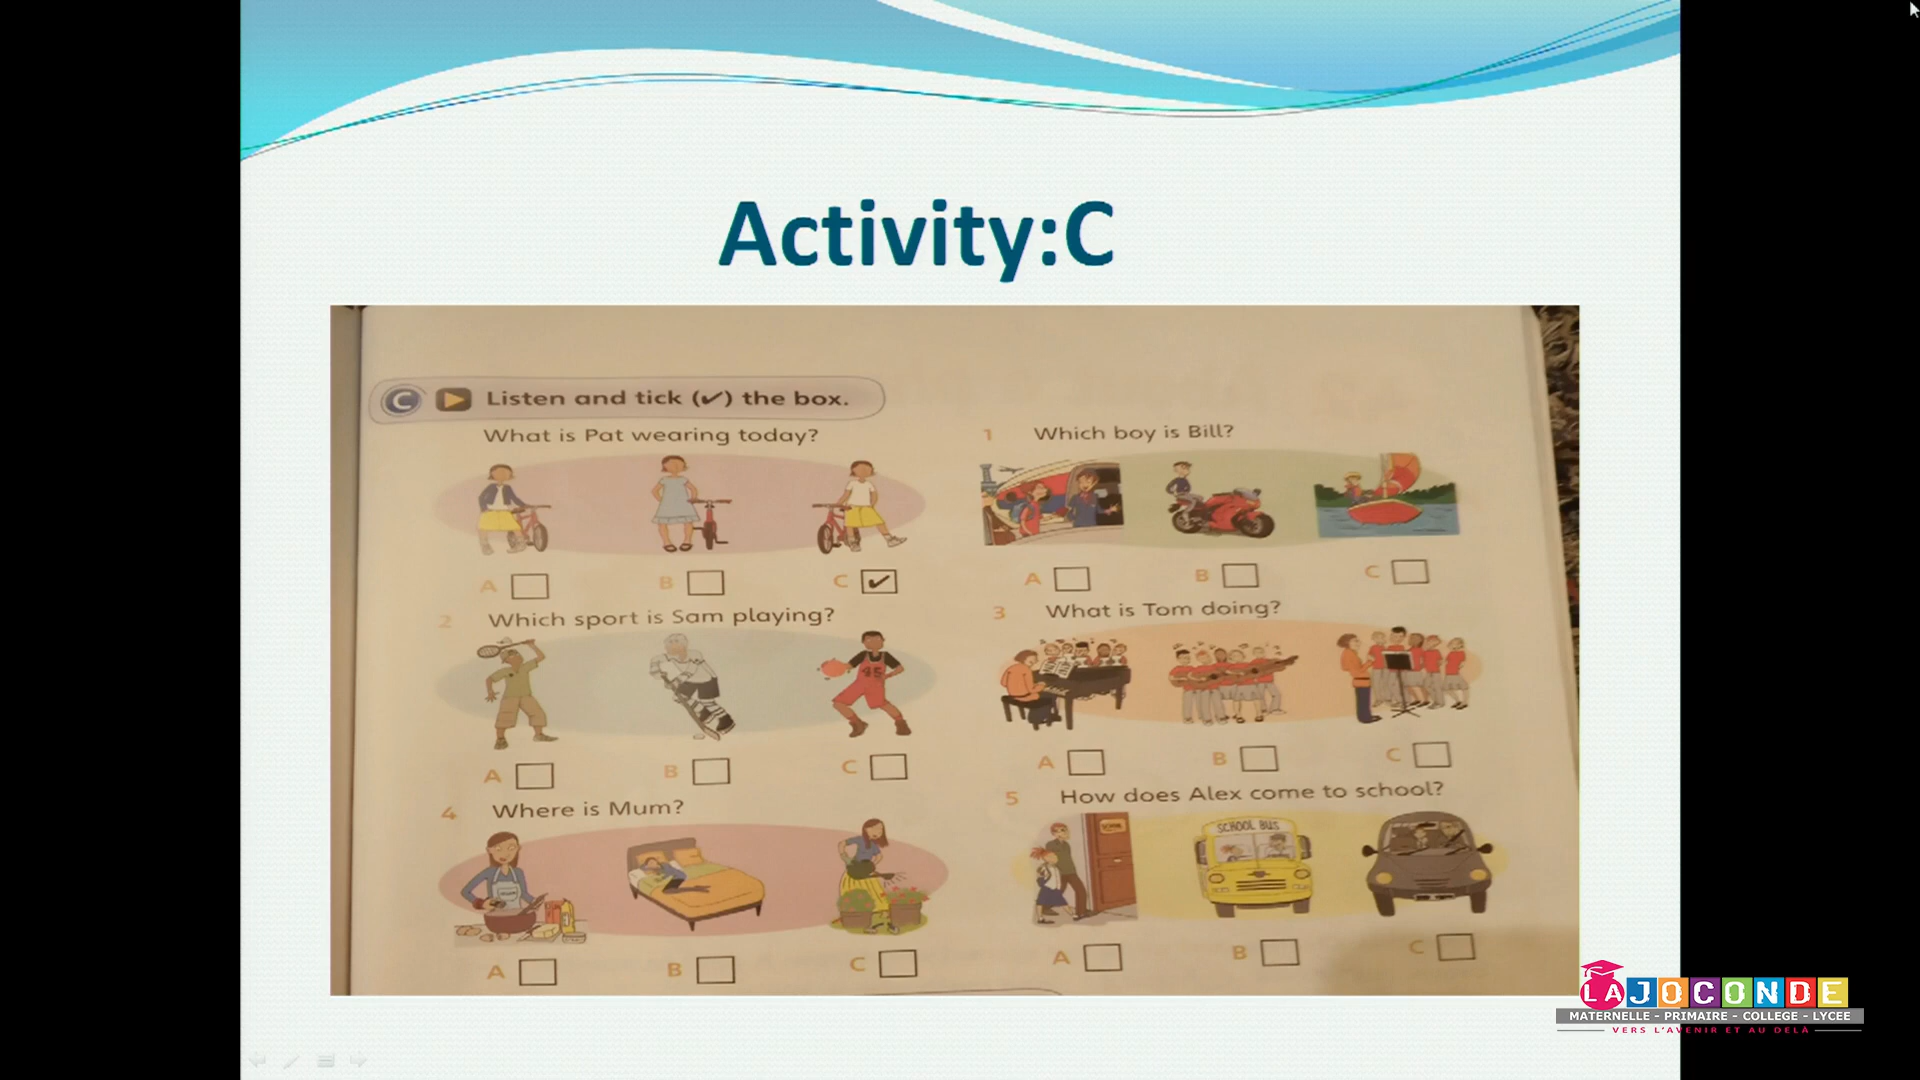 Activity:C
C Listen and tick (✔) the box.
What is Pat wearing today?
A B C ✔
1 Which boy is Bill?
A B C
2 Which sport is Sam playing?
A B C
3 What is Tom doing?
A B C
4 Where is Mum?
A B C
5 How does Alex come to school?
SCHOOL BUS
A B C
LAJOCONDE
MATERNELLE - PRIMAIRE - COLLEGE - LYCEE
VERS L'AVENIR ET AU DELÀ